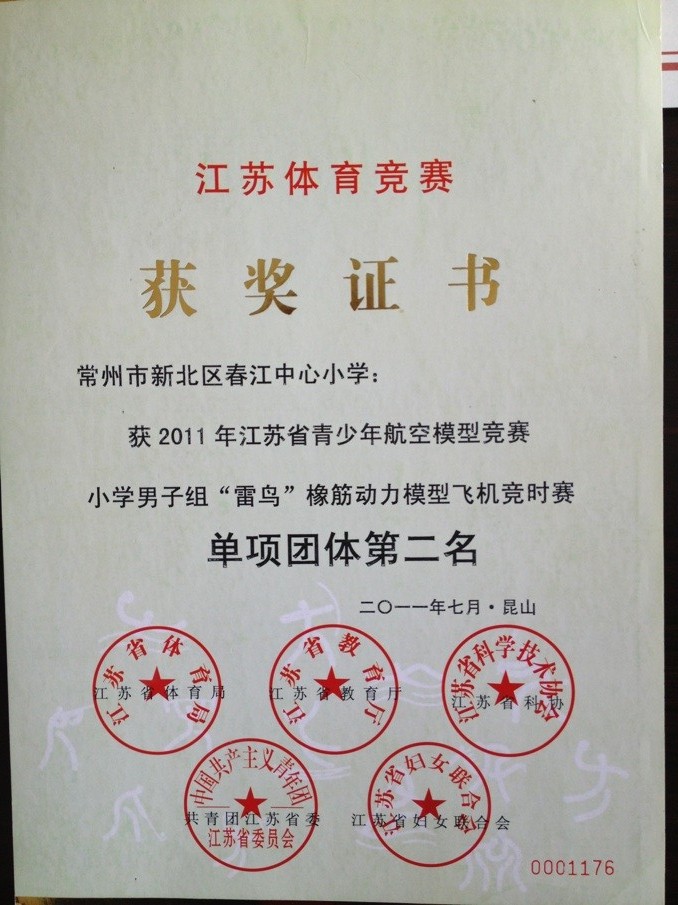 江苏体育竞赛
获奖证书
常州市新北区春江中心小学：
获2011年江苏省青少年航空模型竞赛
小学男子组“雷鸟”橡筋动力模型飞机竞时赛
单项团体第二名
二〇一一年七月·昆山
江苏省体育局
江苏省体育局
江苏省教育厅
江苏省教育厅
江苏省科学技术协会
江苏省科协
中国共产主义青年团
共青团江苏省委
江苏省委员会
江苏省妇女联合会
江苏省妇女联合会
0001176